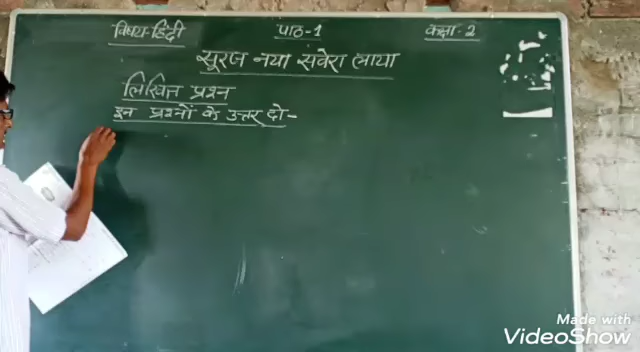 विषय-हिंदी पाठ-1 कक्षा-2
सूरज नया सवेरा लाया
लिखित प्रश्न
इन प्रश्नों के उत्तर दो-
Made with
VideoShow